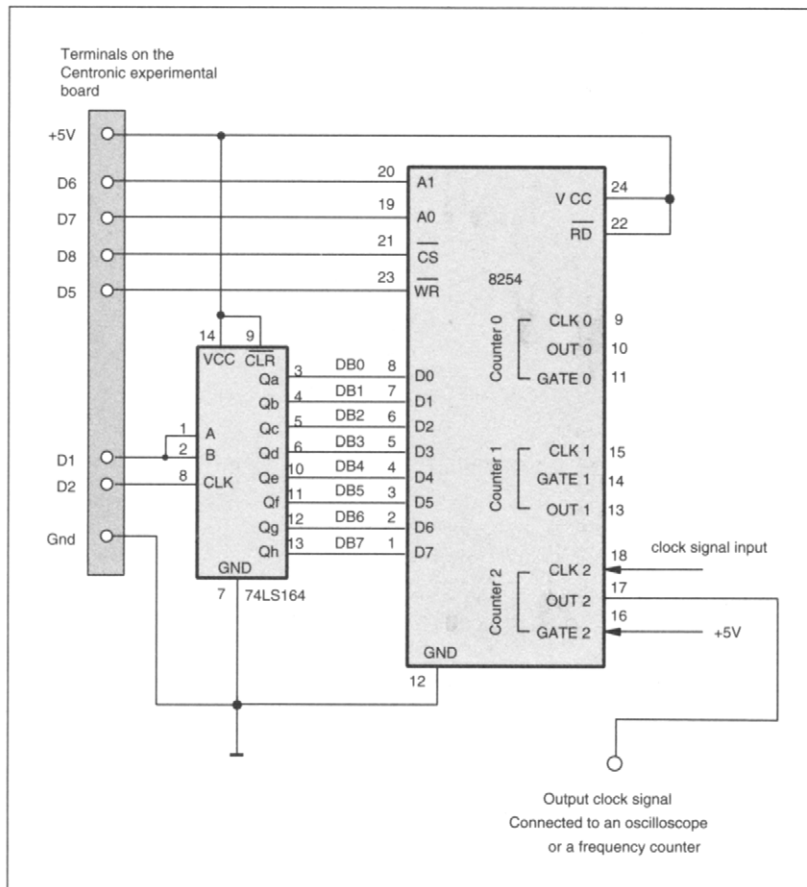 Terminals on the
Centronic experimental
board
+5V
D6
D7
D8
D5
D1
D2
Gnd
20
19
21
23
A1
A0
CS
WR
8254
V CC
RD
24
22
Counter 0
CLK 0
OUT 0
GATE 0
9
10
11
Counter 1
CLK 1
GATE 1
OUT 1
15
14
13
Counter 2
CLK 2
OUT 2
GATE 2
18
17
16
clock signal input
+5V
14
9
VCC
CLR
1
2
8
A
B
CLK
Qa
Qb
Qc
Qd
Qe
Qf
Qg
Qh
3
4
5
6
10
11
12
13
DB0
DB1
DB2
DB3
DB4
DB5
DB6
DB7
8
7
6
5
4
3
2
1
D0
D1
D2
D3
D4
D5
D6
D7
GND
7
74LS164
GND
12
Output clock signal
Connected to an oscilloscope
or a frequency counter